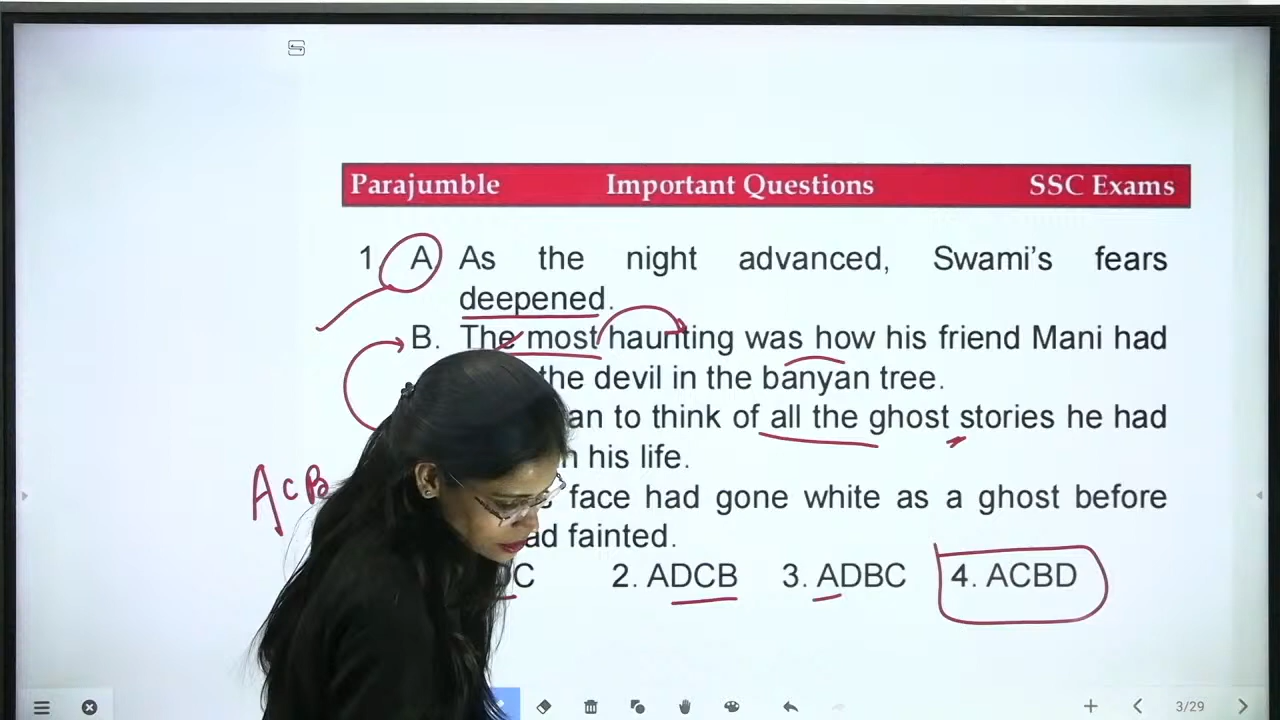 Parajumble Important Questions SSC Exams
1 A As the night advanced, Swami's fears
deepened.
B. The most haunting was how his friend Mani had
the devil in the banyan tree.
to think of all the ghost stories he had
his life.
face had gone white as a ghost before
fainted.
ACB
2. ADCB 3. ADBC 4. ACBD
3/29